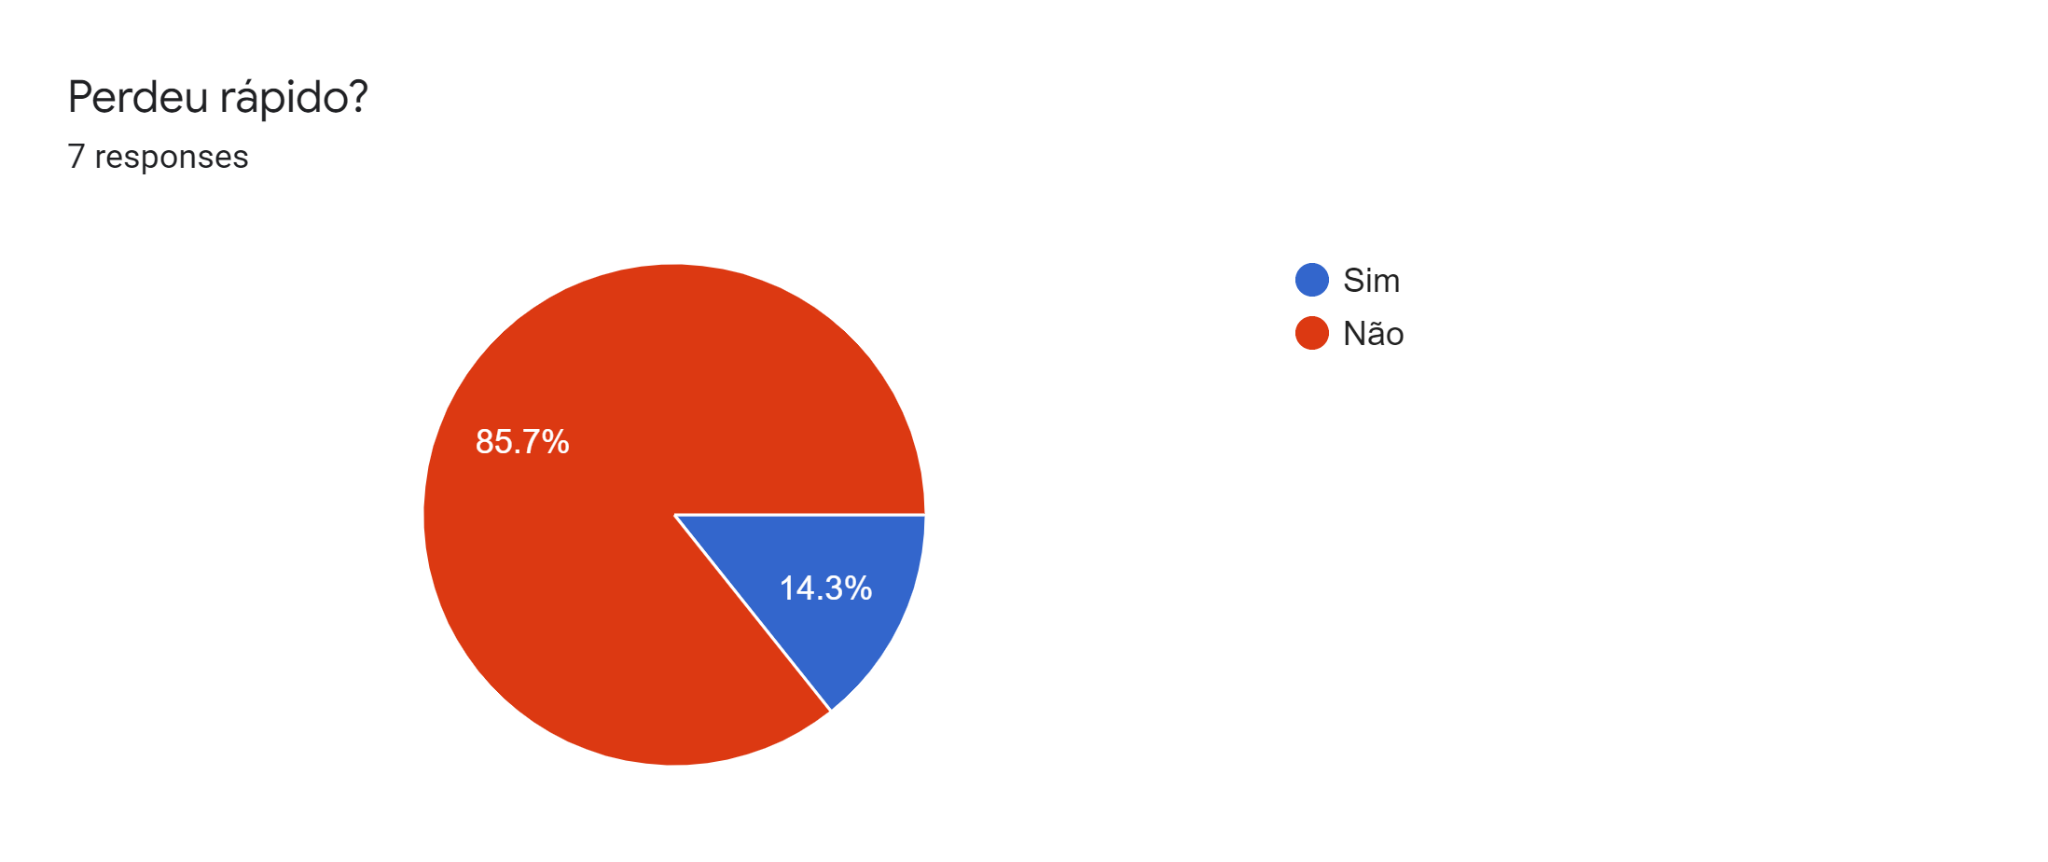 Perdeu rápido?
7 responses
Sim
Não
85.7%
14.3%